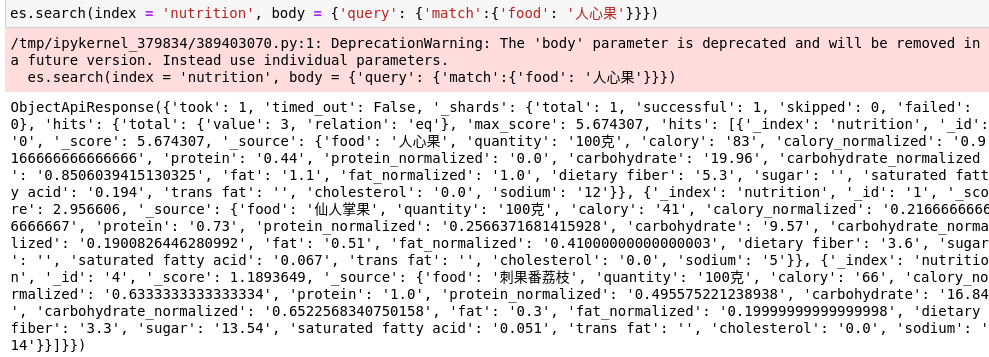 es.search(index = 'nutrition', body = {'query': {'match':{'food': '人心果'}}})
/tmp/ipykernel_379834/389403070.py:1: DeprecationWarning: The 'body' parameter is deprecated and will be removed in
a future version. Instead use individual parameters.
es.search(index = 'nutrition', body = {'query': {'match':{'food': '人心果'}}})
ObjectApiResponse({'took': 1, 'timed_out': False, '_shards': {'total': 1, 'successful': 1, 'skipped': 0, 'failed':
0}, 'hits': {'total': {'value': 3, 'relation': 'eq'}, 'max_score': 5.674307, 'hits': [{'_index': 'nutrition', '_id':
'0', '_score': 5.674307, '_source': {'food': '人心果', 'quantity': '100克', 'calory': '83', 'calory_normalized': '0.9
166666666666666', 'protein': '0.44', 'protein_normalized': '0.0', 'carbohydrate': '19.96', 'carbohydrate_normalized
': '0.8506039415130325', 'fat': '1.1', 'fat_normalized': '1.0', 'dietary fiber': '5.3', 'sugar': '', 'saturated fatt
y acid': '0.194', 'trans fat': '', 'cholesterol': '0.0', 'sodium': '12'}}, {'_index': 'nutrition', '_id': '1', '_sco
re': 2.956606, '_source': {'food': '仙人掌果', 'quantity': '100克', 'calory': '41', 'calory_normalized': '0.2166666666
6666667', 'protein': '0.73', 'protein_normalized': '0.2566371681415928', 'carbohydrate': '9.57', 'carbohydrate_norma
lized': '0.1900826446280992', 'fat': '0.51', 'fat_normalized': '0.41000000000000003', 'dietary fiber': '3.6', 'sugar
': '', 'saturated fatty acid': '0.067', 'trans fat': '', 'cholesterol': '0.0', 'sodium': '5'}}, {'_index': 'nutritio
n', '_id': '4', '_score': 1.1893649, '_source': {'food': '刺果番荔枝', 'quantity': '100克', 'calory': '66', 'calory_no
rmalized': '0.6333333333333334', 'protein': '1.0', 'protein_normalized': '0.495575221238938', 'carbohydrate': '16.84
', 'carbohydrate_normalized': '0.6522568340750158', 'fat': '0.3', 'fat_normalized': '0.19999999999999998', 'dietary
fiber': '3.3', 'sugar': '13.54', 'saturated fatty acid': '0.051', 'trans fat': '', 'cholesterol': '0.0', 'sodium': '
14'}}]}})